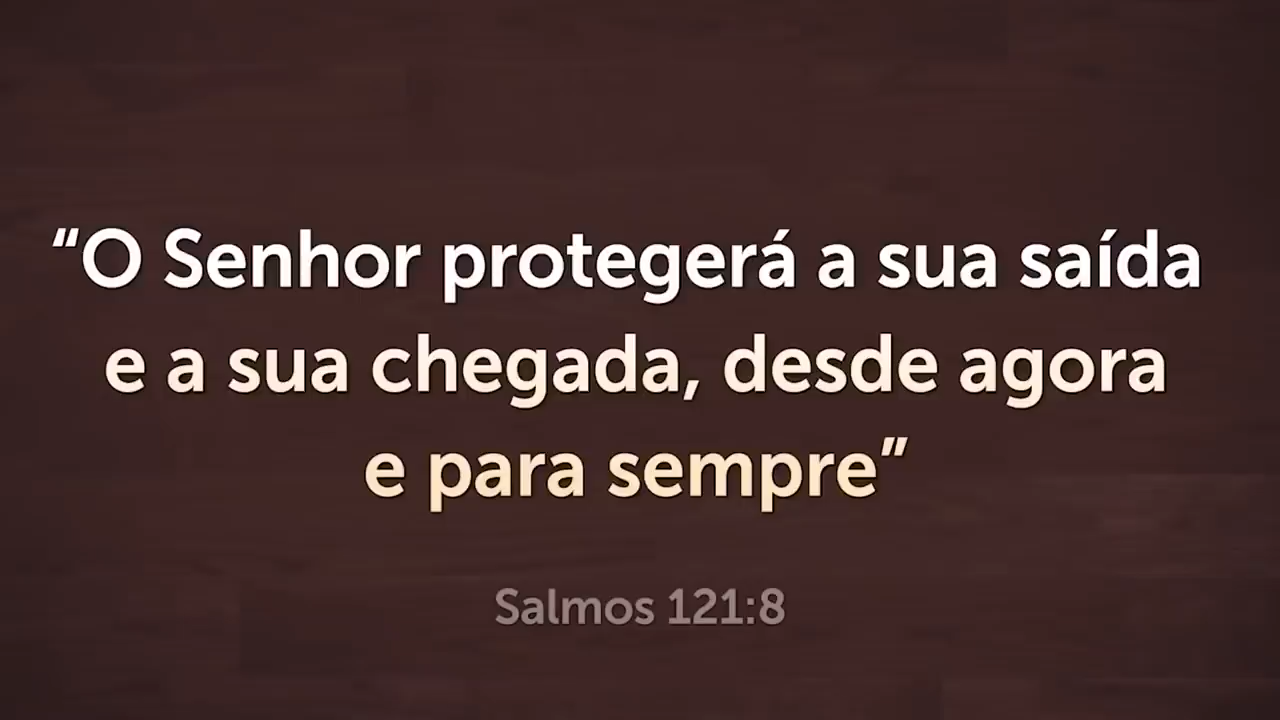 “O Senhor protegerá a sua saída
e a sua chegada, desde agora
e para sempre”
Salmos 121:8